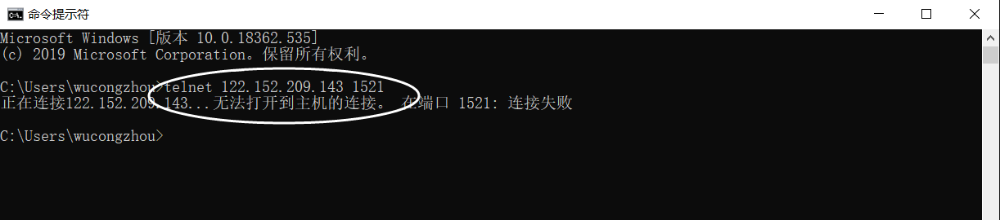 命令提示符
Microsoft Windows [版本 10.0.18362.535]
(c) 2019 Microsoft Corporation。保留所有权利。
C:\Users\wucongzhou>telnet 122.152.209.143 1521
正在连接122.152.209.143...无法打开到主机的连接。 在端口 1521: 连接失败
C:\Users\wucongzhou>